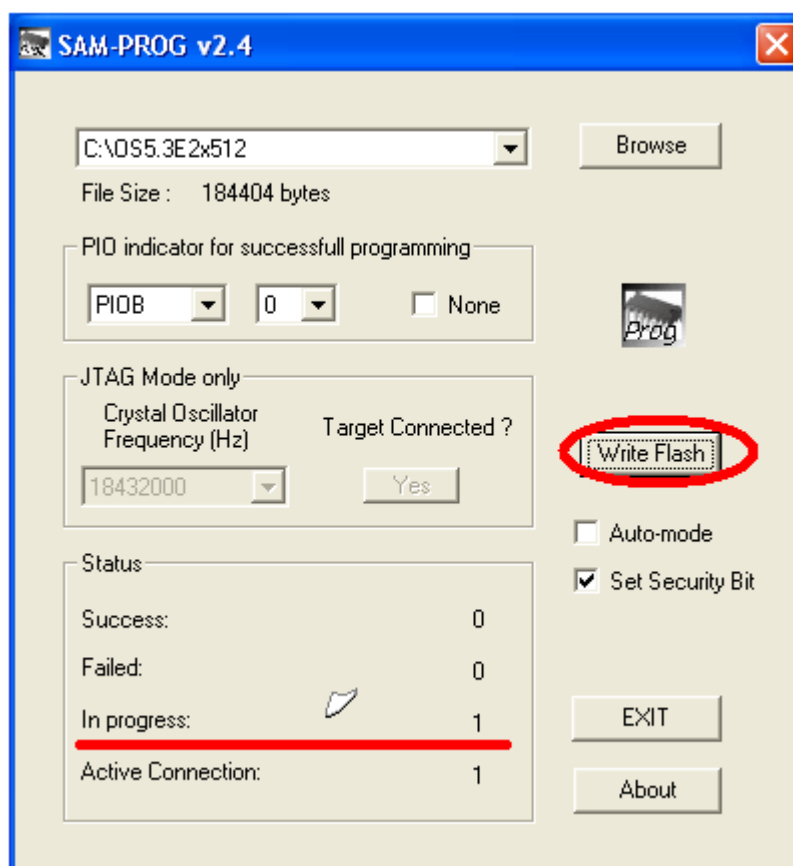 SAM-PROG v2.4
C:\OS5.3E2x512
Browse
File Size : 184404 bytes
PIO indicator for successfull programming
PIOB 0 None
Prog
JTAG Mode only
Crystal Oscillator
Frequency (Hz)
Target Connected ?
18432000
Yes
Write Flash
Auto-mode
Set Security Bit
Status
Success: 0
Failed: 0
In progress: 1
Active Connection: 1
EXIT
About